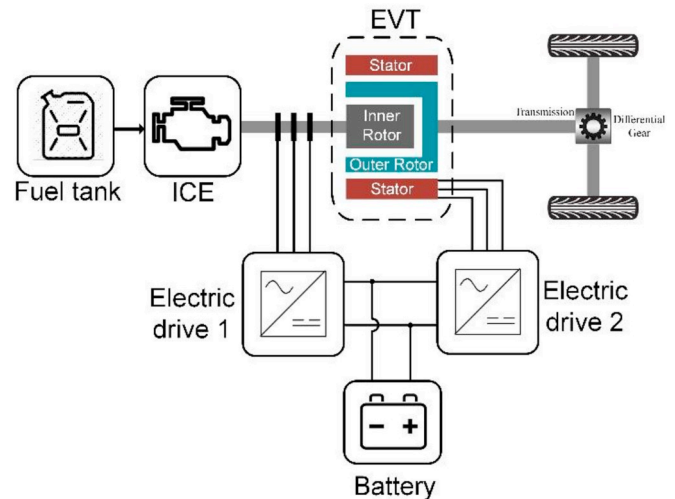 EVT
Stator
Inner
Rotor
Outer Rotor
Stator
Transmission
Differential
Gear
Fuel tank
ICE
Electric
drive 1
Electric
drive 2
Battery